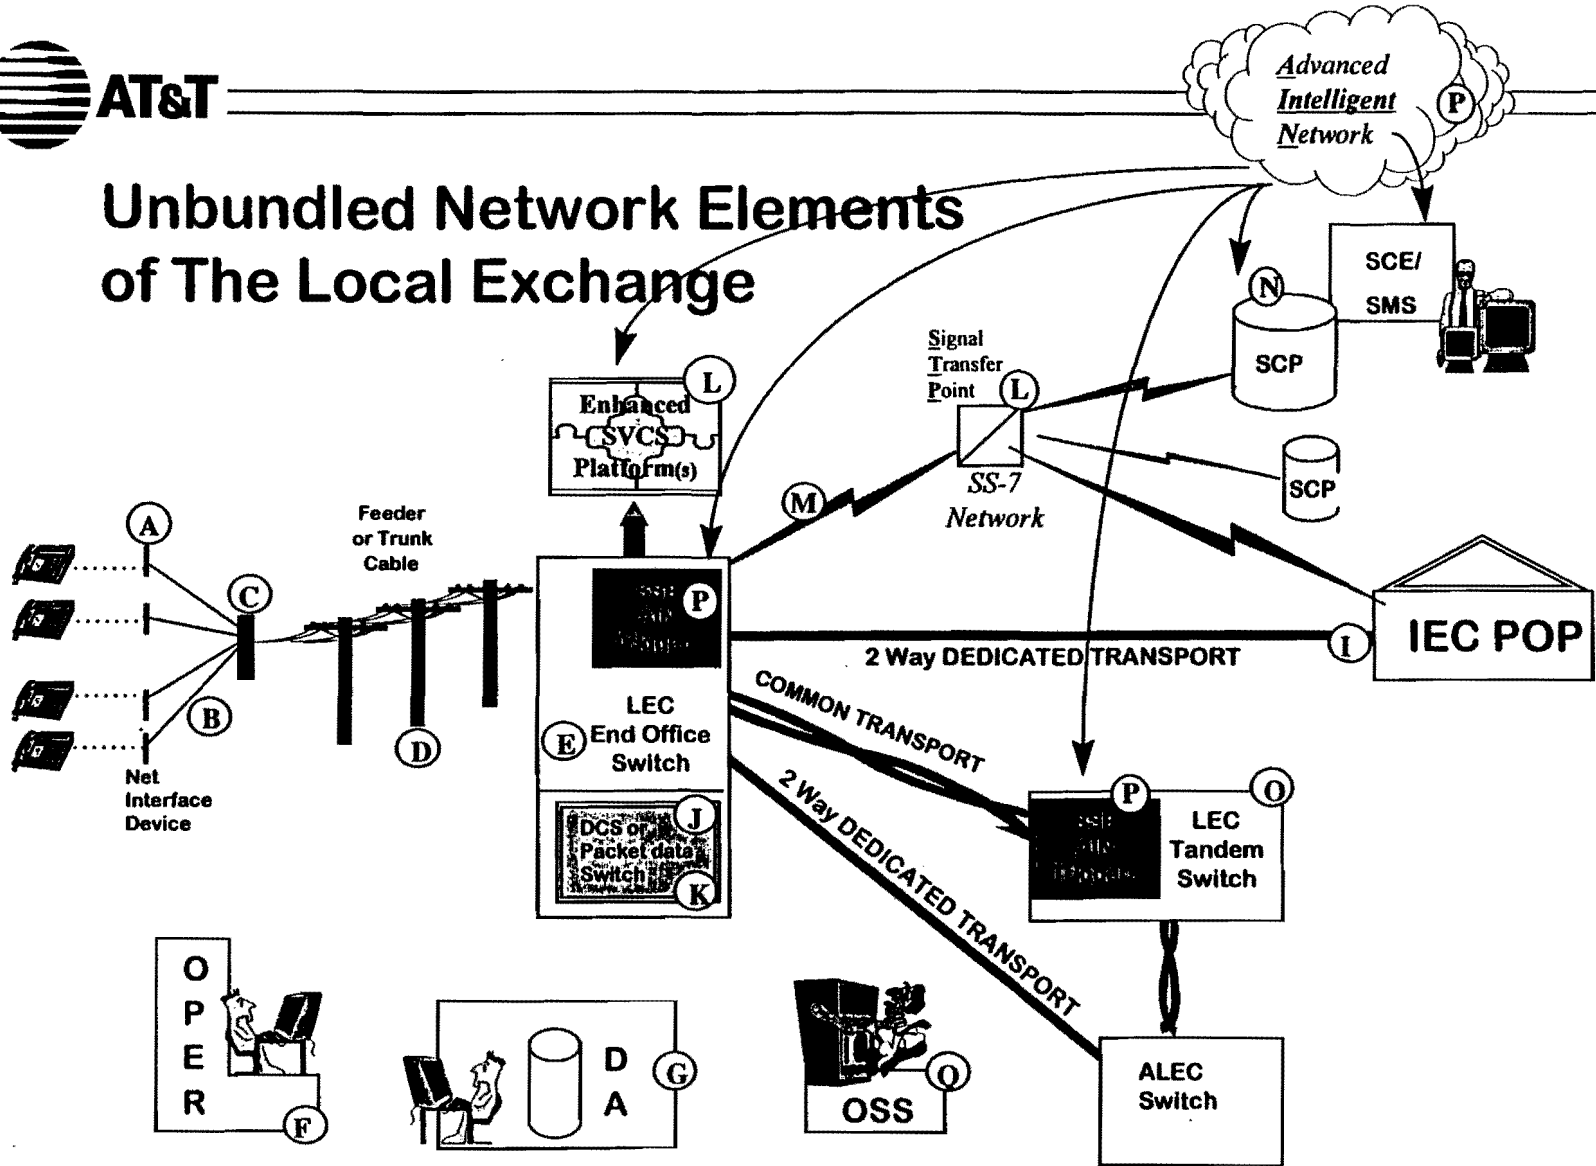 AT&T
Advanced
Intelligent
Network
P
Unbundled Network Elements
of The Local Exchange
SCE/
SMS
N
SCP
Signal
Transfer
Point
L
SS-7
Network
SCP
L
Enhanced
SVCS
Platform(s)
M
A
Feeder
or Trunk
Cable
C
B
D
Net
Interface
Device
P
LEC
End Office
Switch
E
J
DCS or
Packet data
Switch
K
2 Way DEDICATED TRANSPORT
I
IEC POP
COMMON TRANSPORT
2 Way DEDICATED TRANSPORT
P
O
LEC
Tandem
Switch
ALEC
Switch
OPER
F
DA
G
OSS
Q